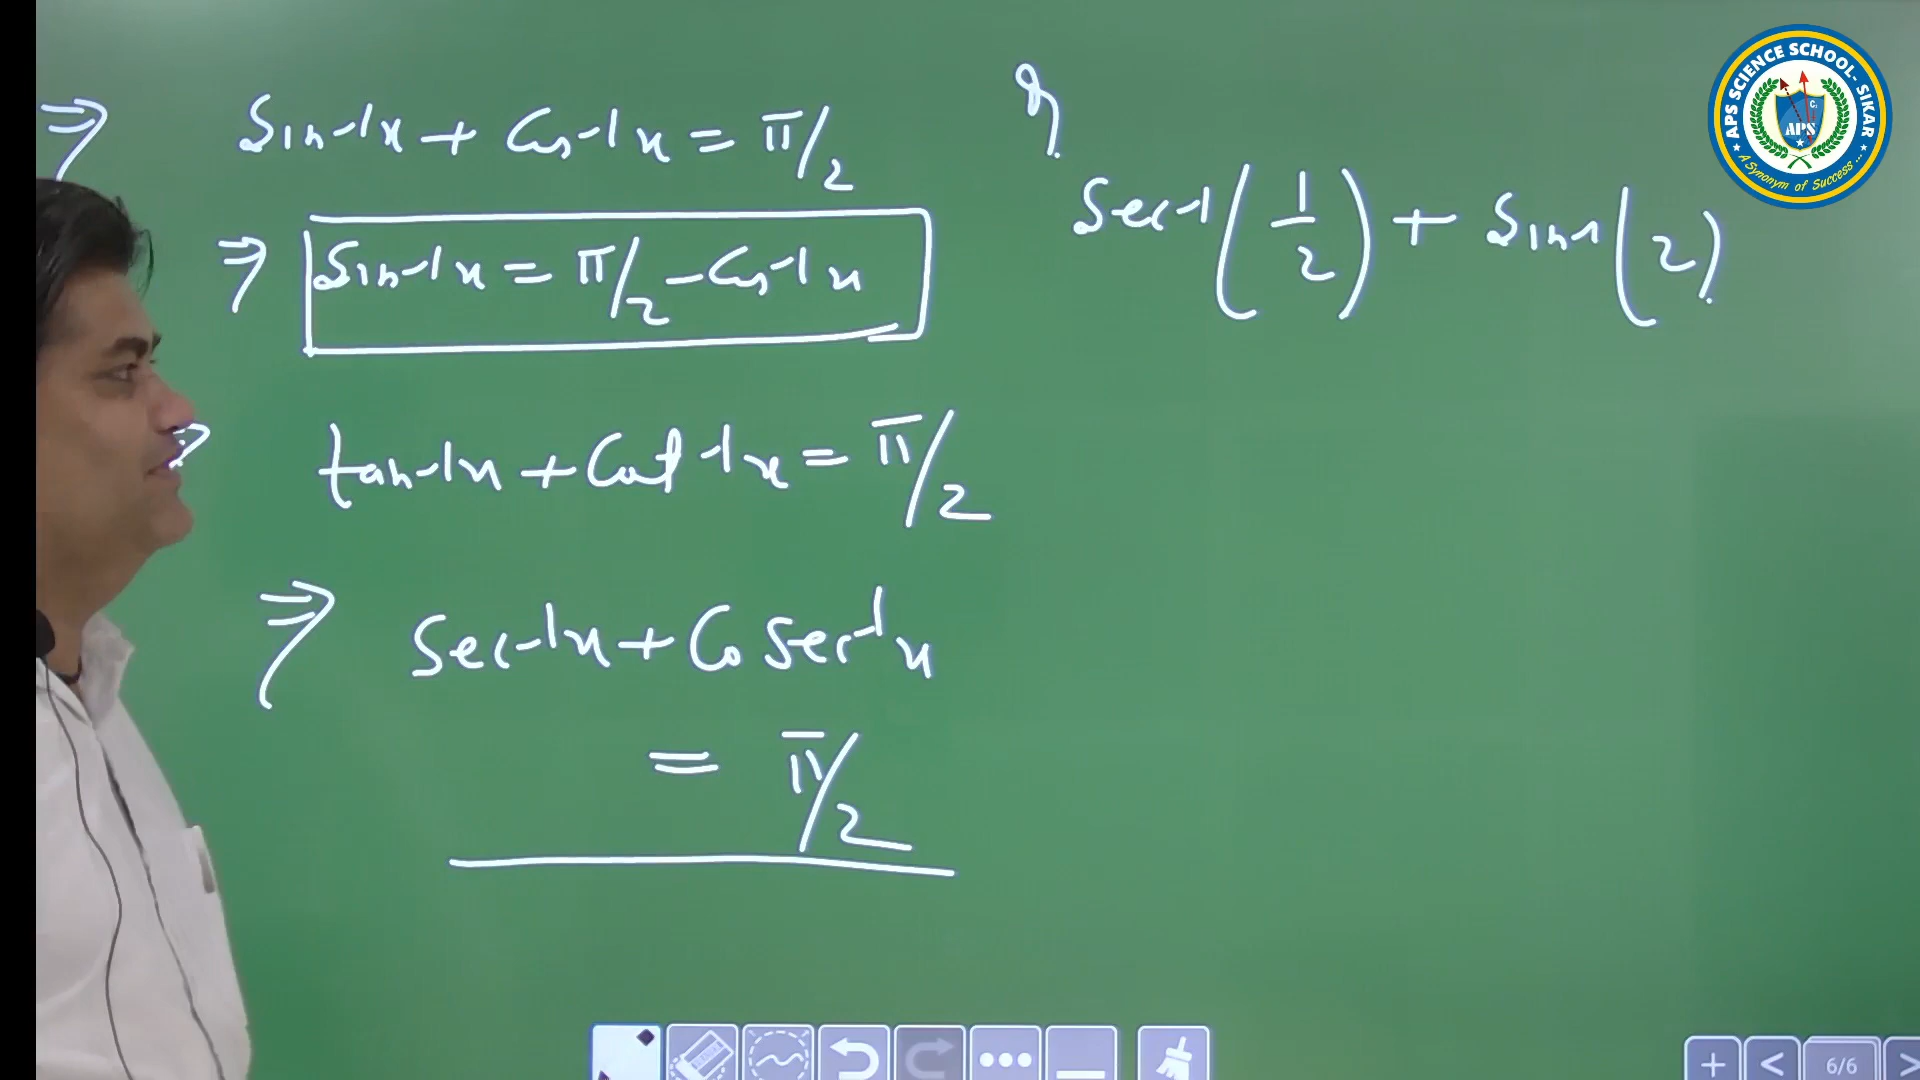 ⇒ Sin-1x + Cos-1x = π/2
⇒ Sin-1x = π/2 - Cos-1x
⇒ tan-1x + Cot-1x = π/2
⇒ Sec-1x + Cosec-1x
= π/2
Sec-1(1/2) + Sin-1(2)
APS SCIENCE SCHOOL- SIKAR
APS
A Synonym of Success...
6/6